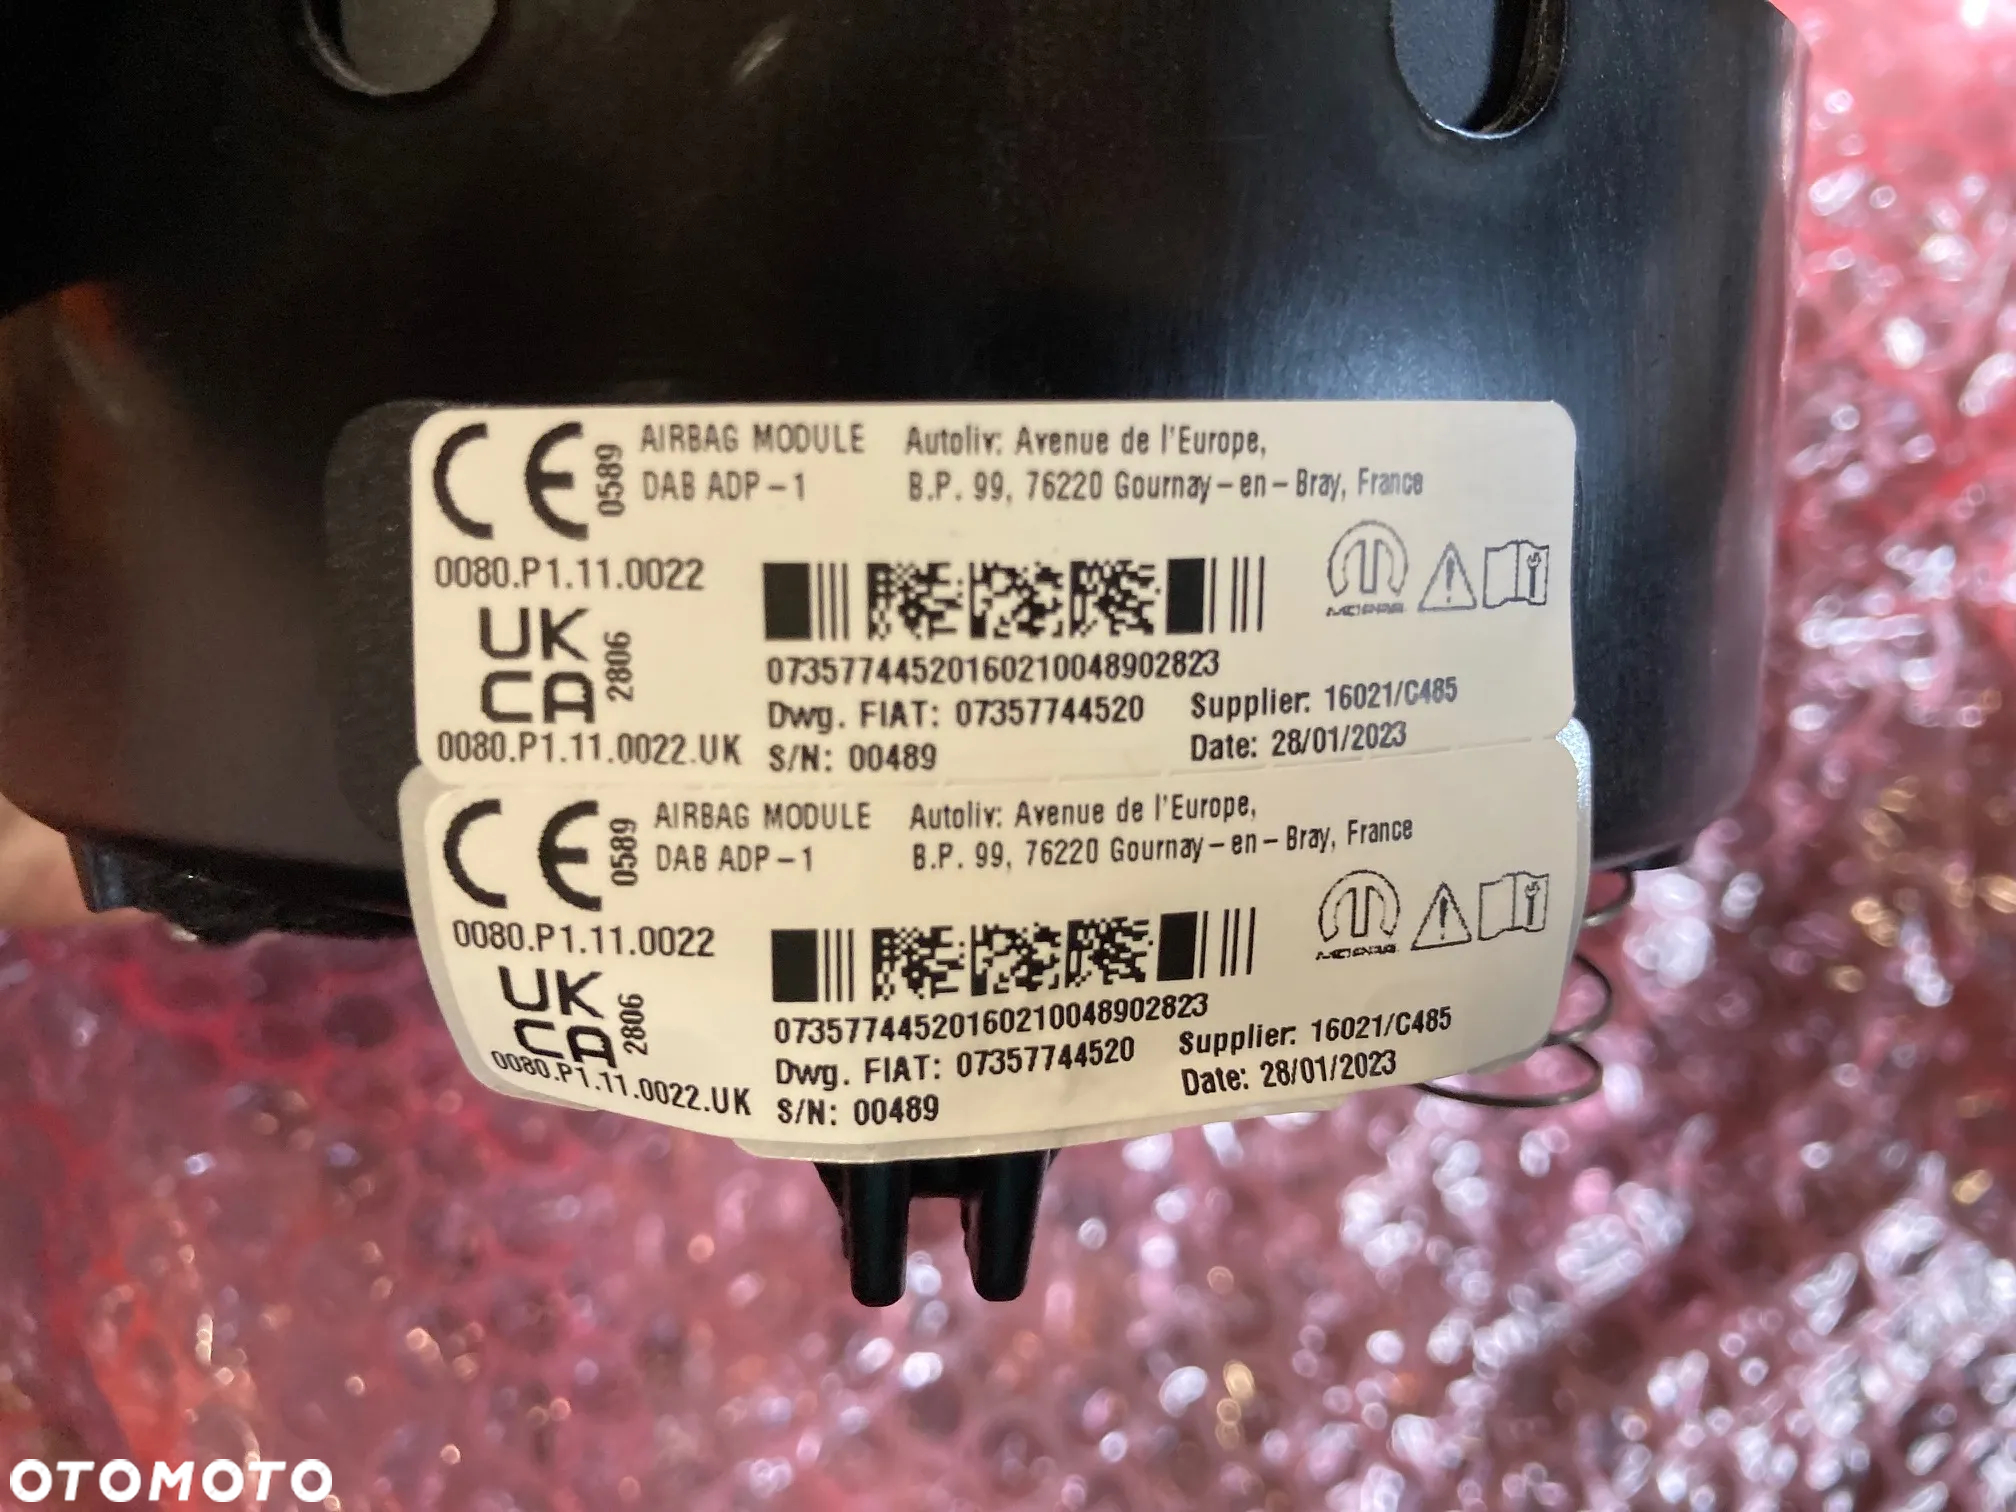 CE 0589
AIRBAG MODULE
DAB ADP-1
Autoliv: Avenue de l'Europe,
B.P. 99, 76220 Gournay-en-Bray, France
0080.P1.11.0022
UK
CA 2806
0080.P1.11.0022.UK
MOPAR
07357744520160210048902823
Dwg. FIAT: 07357744520
S/N: 00489
Supplier: 16021/C485
Date: 28/01/2023
CE 0589
AIRBAG MODULE
DAB ADP-1
Autoliv: Avenue de l'Europe,
B.P. 99, 76220 Gournay-en-Bray, France
0080.P1.11.0022
UK
CA 2806
0080.P1.11.0022.UK
MOPAR
07357744520160210048902823
Dwg. FIAT: 07357744520
S/N: 00489
Supplier: 16021/C485
Date: 28/01/2023
OTOMOTO